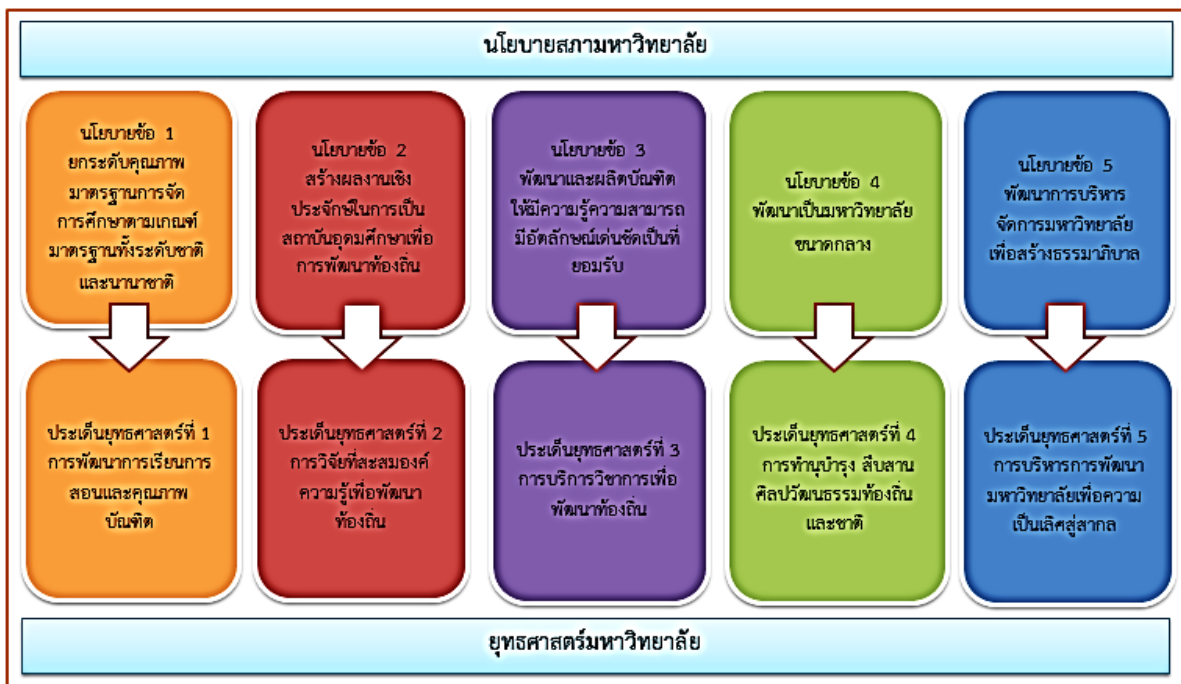 นโยบายสภามหาวิทยาลัย
นโยบายข้อ 1
ยกระดับคุณภาพ
มาตรฐานการจัด
การศึกษาตามเกณฑ์
มาตรฐานทั้งระดับชาติ
และนานาชาติ
นโยบายข้อ 2
สร้างผลงานเชิง
ประจักษ์ในการเป็น
สถาบันอุดมศึกษาเพื่อ
การพัฒนาท้องถิ่น
นโยบายข้อ 3
พัฒนาและผลิตบัณฑิต
ให้มีความรู้ความสามารถ
มีอัตลักษณ์เด่นชัดเป็นที่
ยอมรับ
นโยบายข้อ 4
พัฒนาเป็นมหาวิทยาลัย
ขนาดกลาง
นโยบายข้อ 5
พัฒนาการบริหาร
จัดการมหาวิทยาลัย
เพื่อสร้างธรรมาภิบาล
ประเด็นยุทธศาสตร์ที่ 1
การพัฒนาการเรียนการ
สอนและคุณภาพ
บัณฑิต
ประเด็นยุทธศาสตร์ที่ 2
การวิจัยที่สะสมองค์
ความรู้เพื่อพัฒนา
ท้องถิ่น
ประเด็นยุทธศาสตร์ที่ 3
การบริการวิชาการเพื่อ
พัฒนาท้องถิ่น
ประเด็นยุทธศาสตร์ที่ 4
การทำนุบำรุง สืบสาน
ศิลปวัฒนธรรมท้องถิ่น
และชาติ
ประเด็นยุทธศาสตร์ที่ 5
การบริหารการพัฒนา
มหาวิทยาลัยเพื่อความ
เป็นเลิศสู่สากล
ยุทธศาสตร์มหาวิทยาลัย